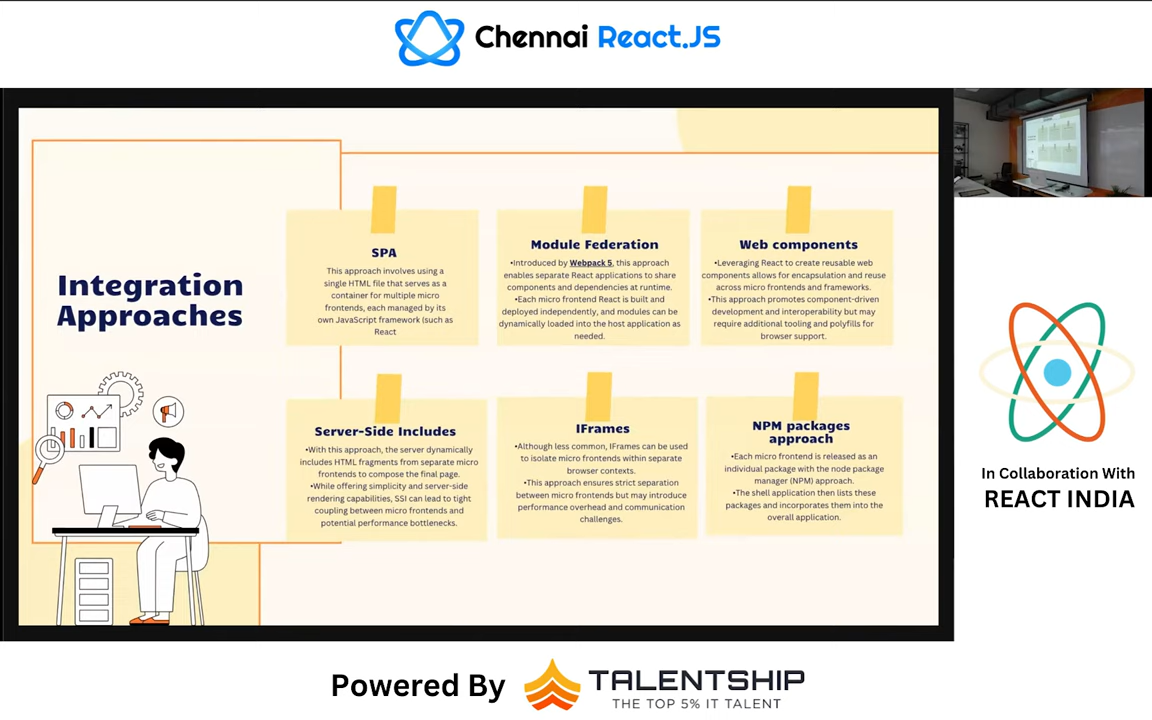 Chennai React.JS
Integration
Approaches
SPA
This approach involves using a
single HTML file that serves as a
container for multiple micro
frontends, each managed by its
own JavaScript framework (such as
React
Module Federation
•Introduced by Webpack 5, this approach
enables separate React applications to share
components and dependencies at runtime.
•Each micro frontend React is built and
deployed independently, and modules can be
dynamically loaded into the host application as
needed.
Web components
•Leveraging React to create reusable web
components allows for encapsulation and reuse
across micro frontends and frameworks.
•This approach promotes component-driven
development and interoperability but may
require additional tooling and polyfills for
browser support.
Server-Side Includes
•With this approach, the server dynamically
includes HTML fragments from separate micro
frontends to compose the final page.
•While offering simplicity and server-side
rendering capabilities, SSI can lead to tight
coupling between micro frontends and
potential performance bottlenecks.
IFrames
•Although less common, IFrames can be used
to isolate micro frontends within separate
browser contexts.
•This approach ensures strict separation
between micro frontends but may introduce
performance overhead and communication
challenges.
NPM packages
approach
•Each micro frontend is released as an
individual package with the node package
manager (NPM) approach.
•The shell application then lists these
packages and incorporates them into the
overall application.
In Collaboration With
REACT INDIA
Powered By
TALENTSHIP
THE TOP 5% IT TALENT